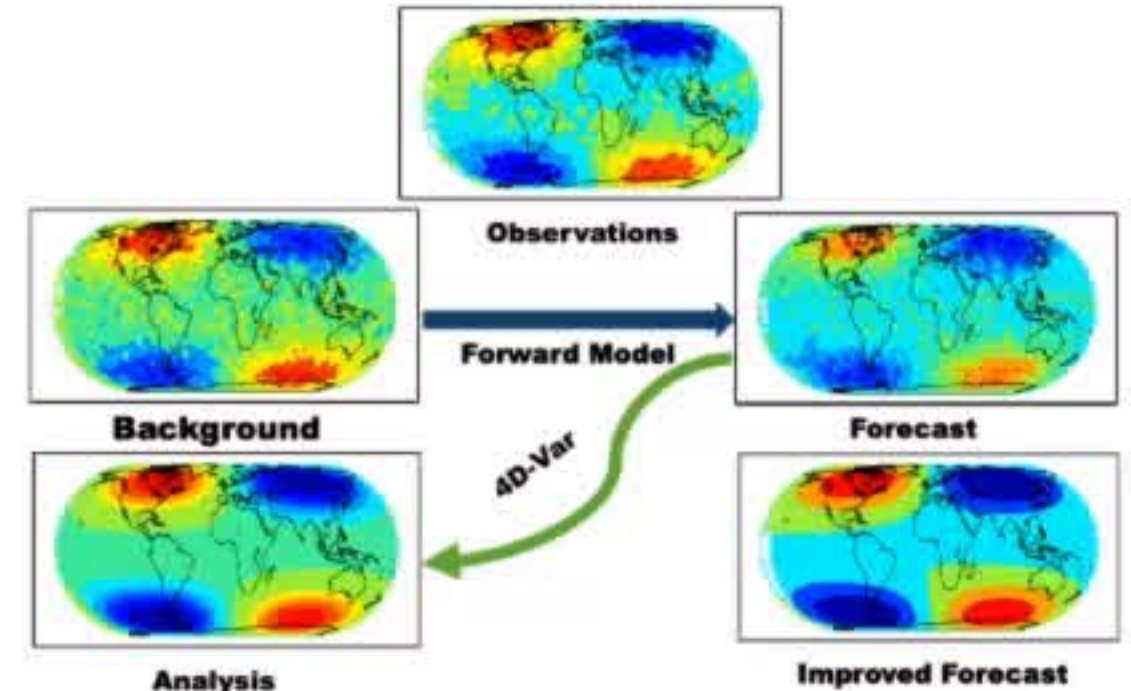 Observations
Forward Model
Background
Forecast
4D-Var
Analysis
Improved Forecast